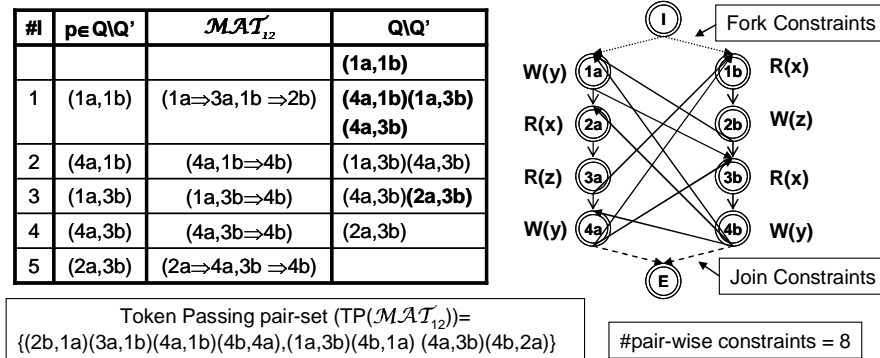 #I p∈Q\Q' 𝓜𝓐𝓣₁₂ Q\Q'
(1a,1b)
1 (1a,1b) (1a⇒3a,1b ⇒2b) (4a,1b)(1a,3b)
(4a,3b)
2 (4a,1b) (4a,1b⇒4b) (1a,3b)(4a,3b)
3 (1a,3b) (1a,3b⇒4b) (4a,3b)(2a,3b)
4 (4a,3b) (4a,3b⇒4b) (2a,3b)
5 (2a,3b) (2a⇒4a,3b ⇒4b)
Token Passing pair-set (TP(𝓜𝓐𝓣₁₂))=
{(2b,1a)(3a,1b)(4a,1b)(4b,4a),(1a,3b)(4b,1a) (4a,3b)(4b,2a)}
I
Fork Constraints
W(y) 1a 1b R(x)
R(x) 2a 2b W(z)
R(z) 3a 3b R(x)
W(y) 4a 4b W(y)
E
Join Constraints
#pair-wise constraints = 8